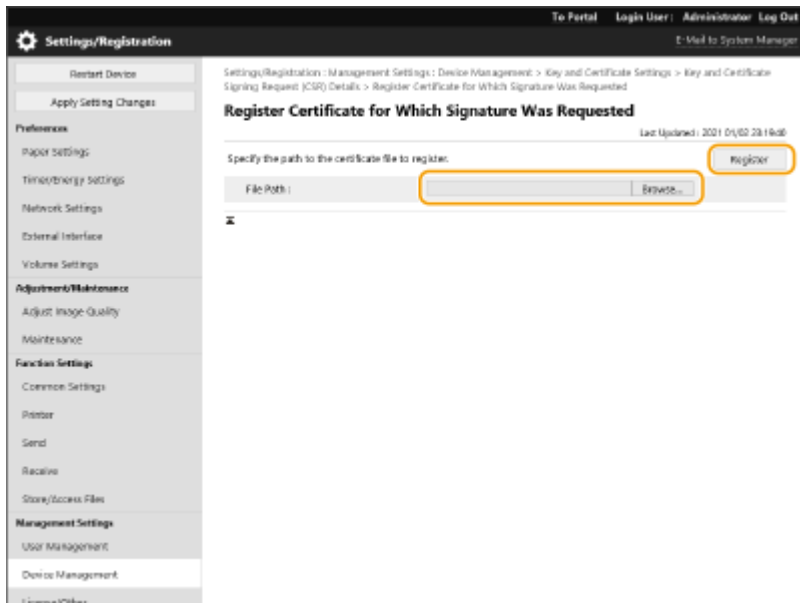 To Portal Login User: Administrator Log Out
Settings/Registration
E-Mail to System Manager
Restart Device
Apply Setting Changes
Preferences
Paper Settings
Timer/Energy Settings
Network Settings
External Interface
Volume Settings
Adjustment/Maintenance
Adjust Image Quality
Maintenance
Function Settings
Common Settings
Printer
Send
Receive
Store/Access Files
Management Settings
User Management
Device Management
License/Other
Settings/Registration : Management Settings : Device Management > Key and Certificate Settings > Key and Certificate
Signing Request (CSR) Details > Register Certificate for Which Signature Was Requested
Register Certificate for Which Signature Was Requested
Last Updated : 2021 01/02 23:19:40
Specify the path to the certificate file to register.
Register
File Path :
Browse...